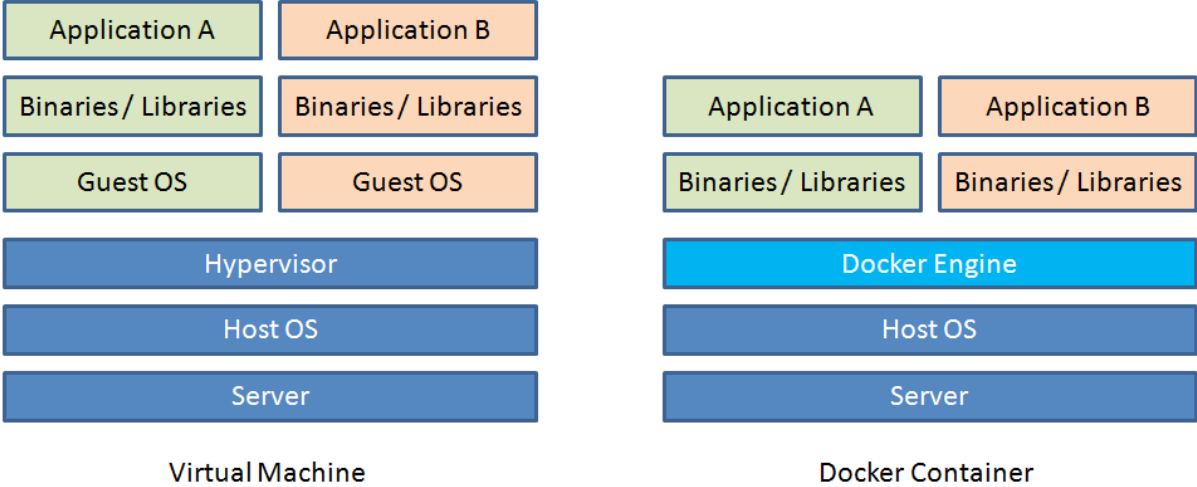 Application A
Application B
Binaries / Libraries
Binaries / Libraries
Guest OS
Guest OS
Hypervisor
Host OS
Server
Virtual Machine
Application A
Application B
Binaries / Libraries
Binaries / Libraries
Docker Engine
Host OS
Server
Docker Container